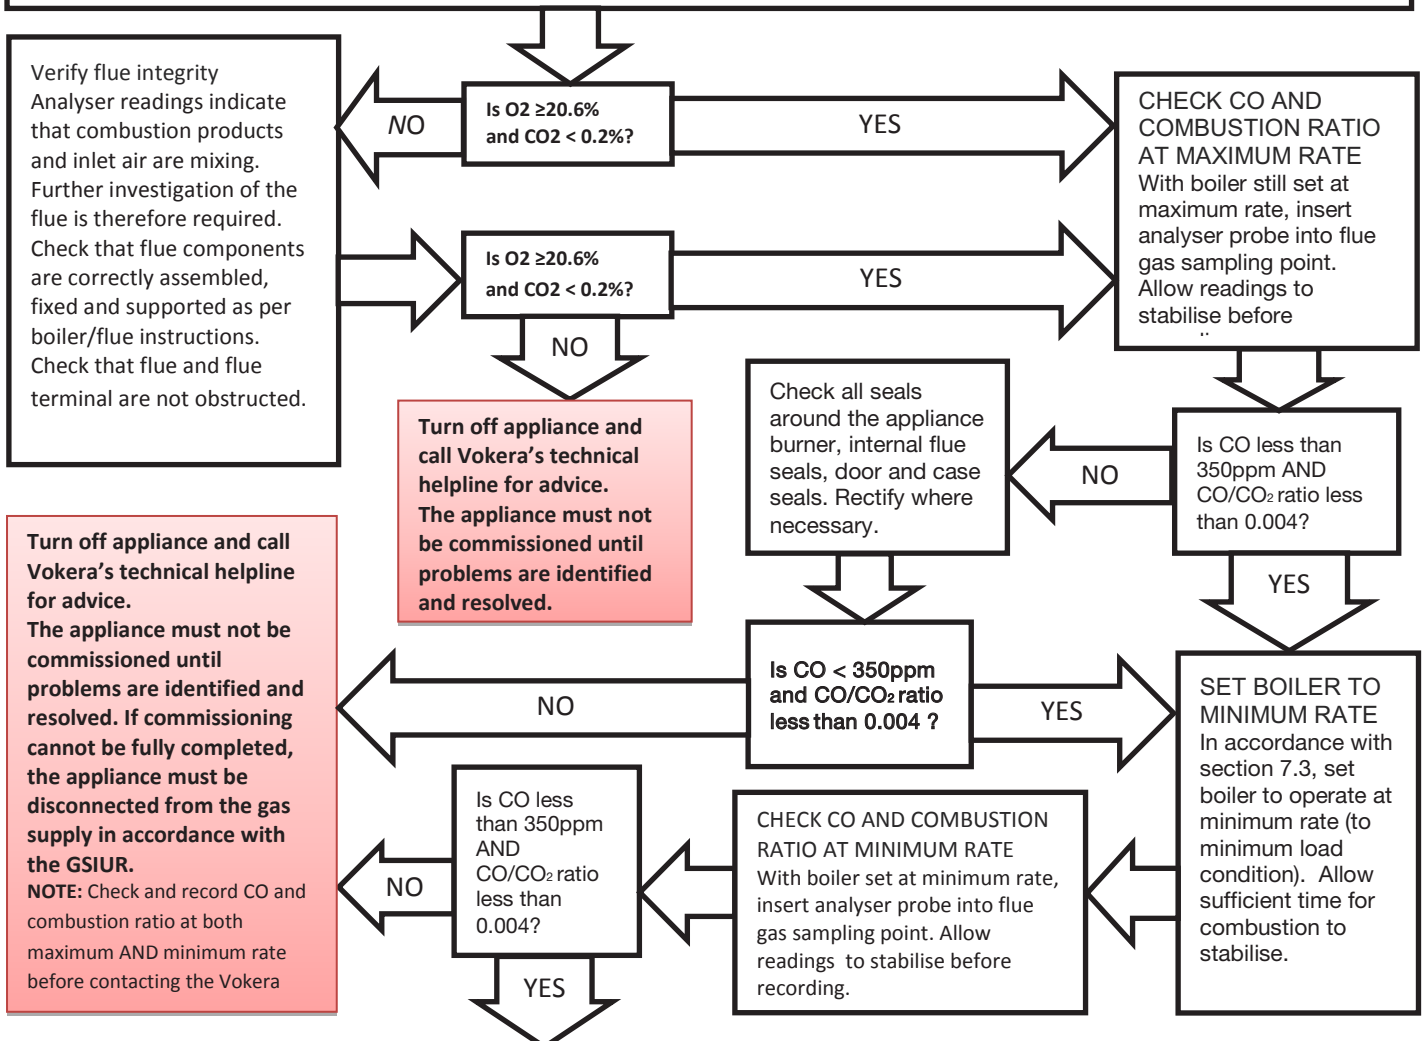 Is O2 ≥20.6%
and CO2 < 0.2%?
NO
YES
Verify flue integrity
Analyser readings indicate
that combustion products
and inlet air are mixing.
Further investigation of the
flue is therefore required.
Check that flue components
are correctly assembled,
fixed and supported as per
boiler/flue instructions.
Check that flue and flue
terminal are not obstructed.
CHECK CO AND
COMBUSTION RATIO
AT MAXIMUM RATE
With boiler still set at
maximum rate, insert
analyser probe into flue
gas sampling point.
Allow readings to
stabilise before
Is O2 ≥20.6%
and CO2 < 0.2%?
YES
NO
Turn off appliance and
call Vokera’s technical
helpline for advice.
The appliance must not
be commissioned until
problems are identified
and resolved.
Is CO less than
350ppm AND
CO/CO₂ ratio less
than 0.004?
NO
YES
Check all seals
around the appliance
burner, internal flue
seals, door and case
seals. Rectify where
necessary.
Is CO < 350ppm
and CO/CO₂ ratio
less than 0.004 ?
NO
YES
Turn off appliance and call
Vokera’s technical helpline
for advice.
The appliance must not be
commissioned until
problems are identified and
resolved. If commissioning
cannot be fully completed,
the appliance must be
disconnected from the gas
supply in accordance with
the GSIUR.
NOTE: Check and record CO and
combustion ratio at both
maximum AND minimum rate
before contacting the Vokera
SET BOILER TO
MINIMUM RATE
In accordance with
section 7.3, set
boiler to operate at
minimum rate (to
minimum load
condition). Allow
sufficient time for
combustion to
stabilise.
CHECK CO AND COMBUSTION
RATIO AT MINIMUM RATE
With boiler set at minimum rate,
insert analyser probe into flue
gas sampling point. Allow
readings to stabilise before
recording.
Is CO less
than 350ppm
AND
CO/CO₂ ratio
less than
0.004?
NO
YES